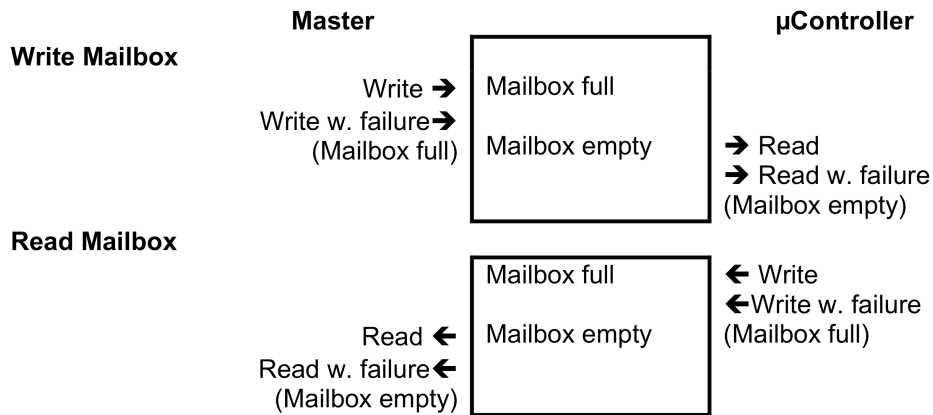 Master µController
Write Mailbox
Write → Mailbox full
Write w. failure→
(Mailbox full) Mailbox empty → Read
→ Read w. failure
(Mailbox empty)
Read Mailbox
Mailbox full ← Write
←Write w. failure
Read ← Mailbox empty (Mailbox full)
Read w. failure←
(Mailbox empty)